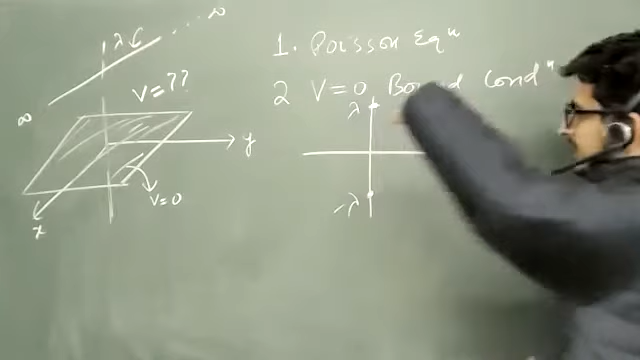 ∞
λ
∞
V=??
y
V=0
x
1. Poisson Eqⁿ
2 V=0 Bound Condⁿ
λ
-λ